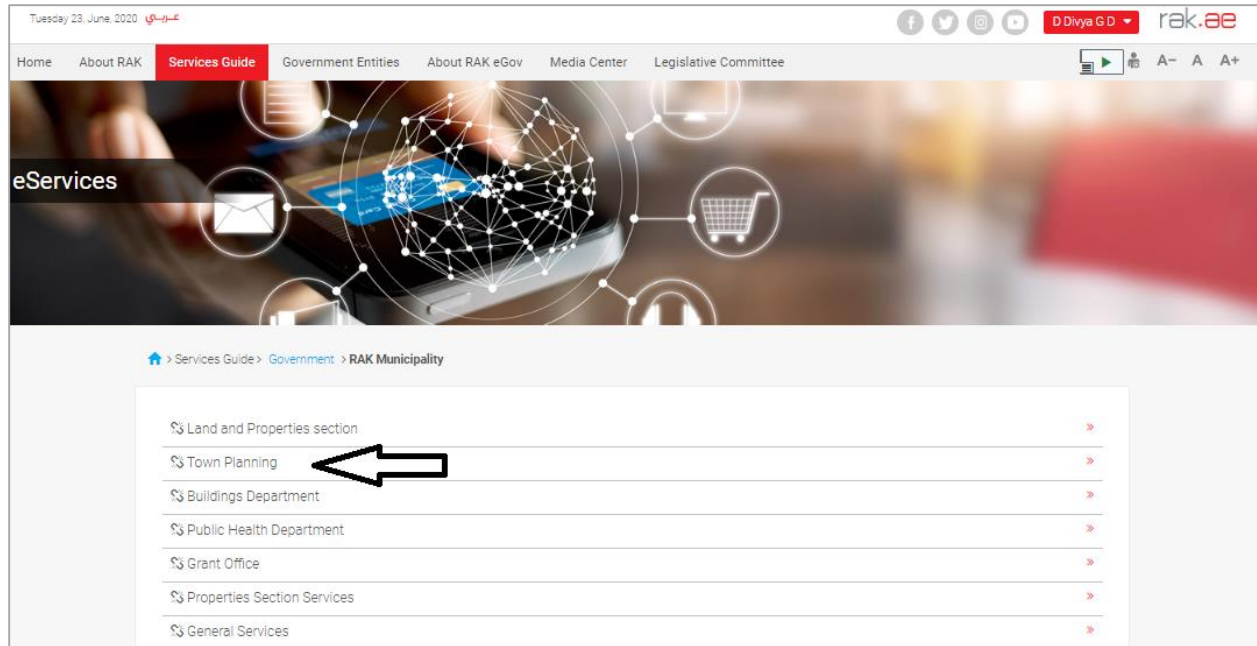 Tuesday 23, June, 2020 عــربــي
D Divya G D
rak.ae
Home About RAK Services Guide Government Entities About RAK eGov Media Center Legislative Committee A- A A+
eServices
> Services Guide > Government > RAK Municipality
Land and Properties section
Town Planning
Buildings Department
Public Health Department
Grant Office
Properties Section Services
General Services